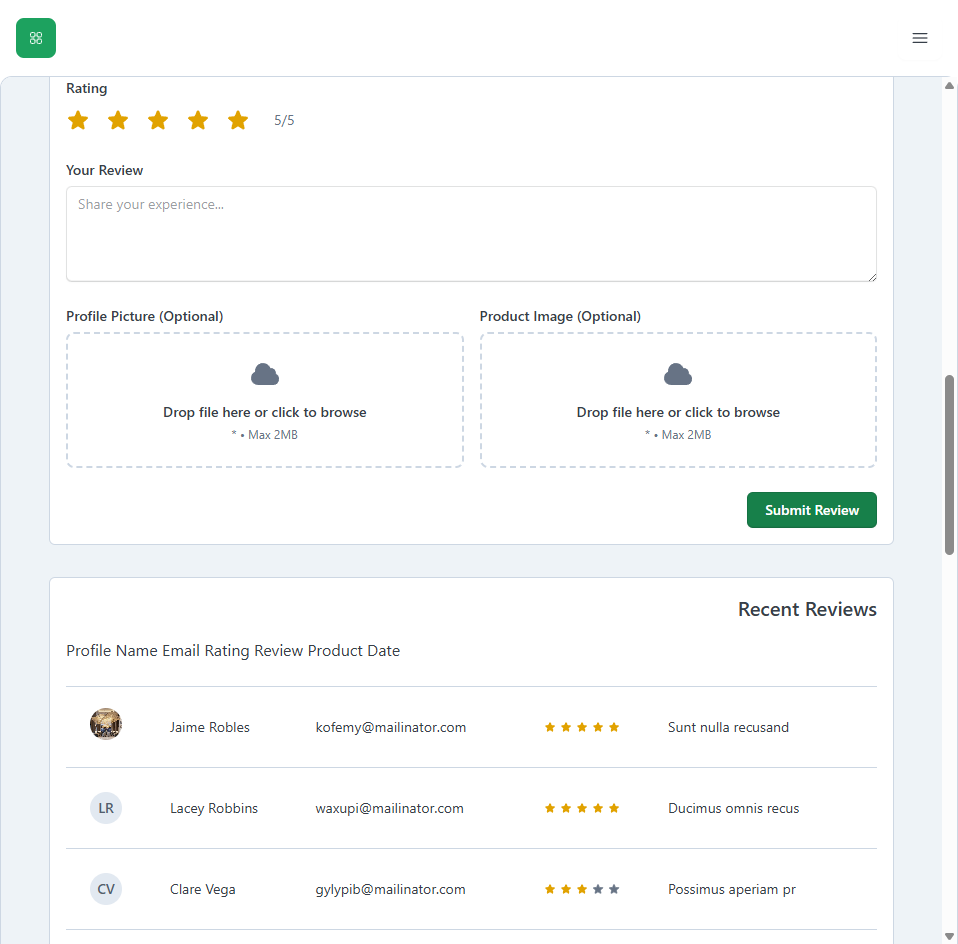 Rating
5/5
Your Review
Share your experience...
Profile Picture (Optional)
Product Image (Optional)
Drop file here or click to browse
* • Max 2MB
Drop file here or click to browse
* • Max 2MB
Submit Review
Recent Reviews
Profile Name Email Rating Review Product Date
Jaime Robles kofemy@mailinator.com Sunt nulla recusand
LR Lacey Robbins waxupi@mailinator.com Ducimus omnis recus
CV Clare Vega gylypib@mailinator.com Possimus aperiam pr